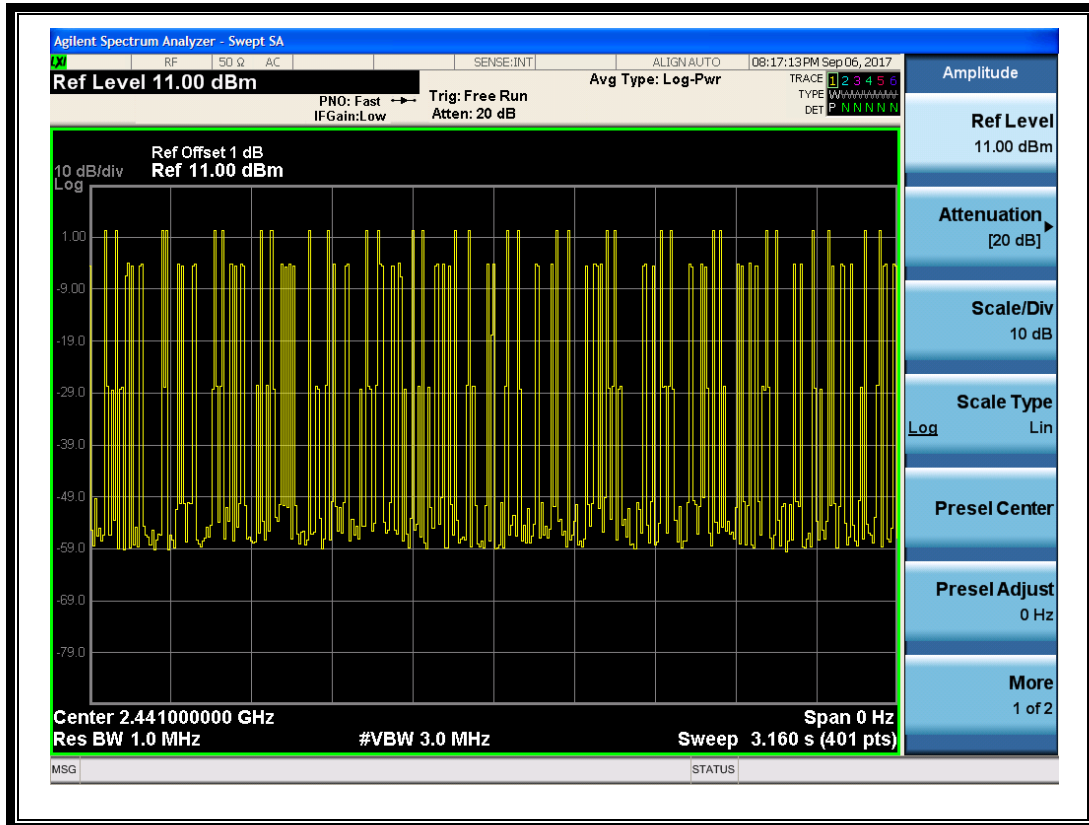 Agilent Spectrum Analyzer - Swept SA
LXI RF 50 Ω AC SENSE:INT ALIGN AUTO 08:17:13 PM Sep 06, 2017
Ref Level 11.00 dBm Avg Type: Log-Pwr TRACE 1 2 3 4 5 6
PNO: Fast Trig: Free Run TYPE
IFGain:Low Atten: 20 dB DET P N N N N N
Ref Offset 1 dB
10 dB/div Ref 11.00 dBm
Log
1.00
-9.00
-19.0
-29.0
-39.0
-49.0
-59.0
-69.0
-79.0
Center 2.441000000 GHz Span 0 Hz
Res BW 1.0 MHz #VBW 3.0 MHz Sweep 3.160 s (401 pts)
MSG STATUS
Amplitude
Ref Level
11.00 dBm
Attenuation
[20 dB]
Scale/Div
10 dB
Scale Type
Log Lin
Presel Center
Presel Adjust
0 Hz
More
1 of 2